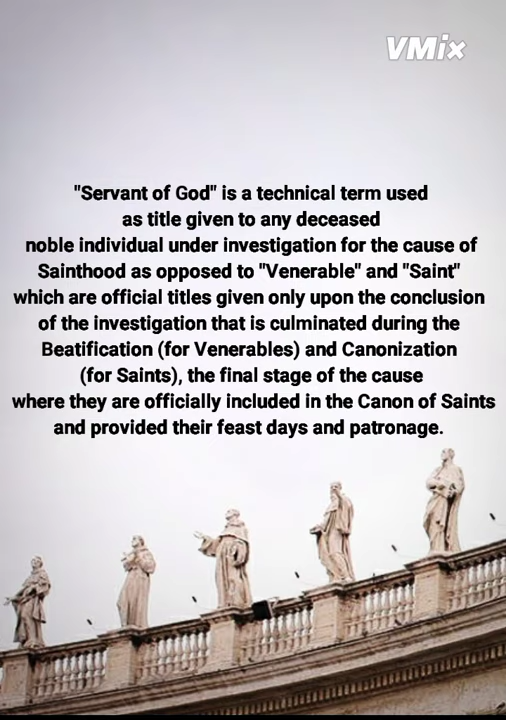 VMix
"Servant of God" is a technical term used
as title given to any deceased
noble individual under investigation for the cause of
Sainthood as opposed to "Venerable" and "Saint"
which are official titles given only upon the conclusion
of the investigation that is culminated during the
Beatification (for Venerables) and Canonization
(for Saints), the final stage of the cause
where they are officially included in the Canon of Saints
and provided their feast days and patronage.